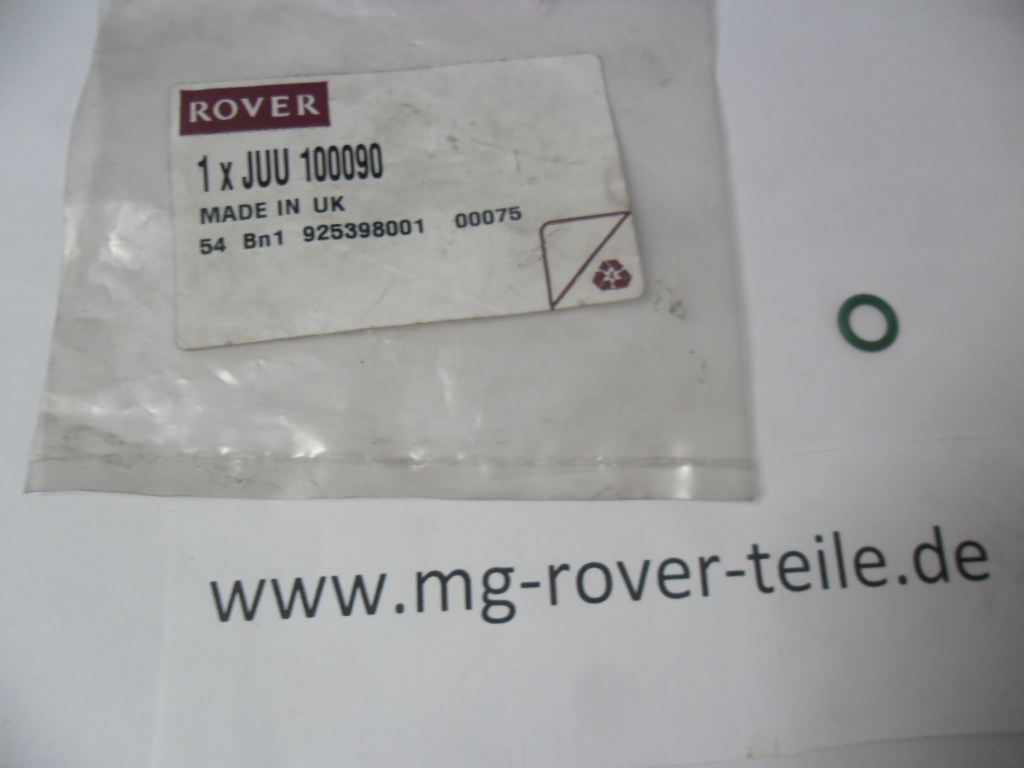 ROVER
1 x JUU 100090
MADE IN UK
54 Bn1 925398001 00075
www.mg-rover-teile.de